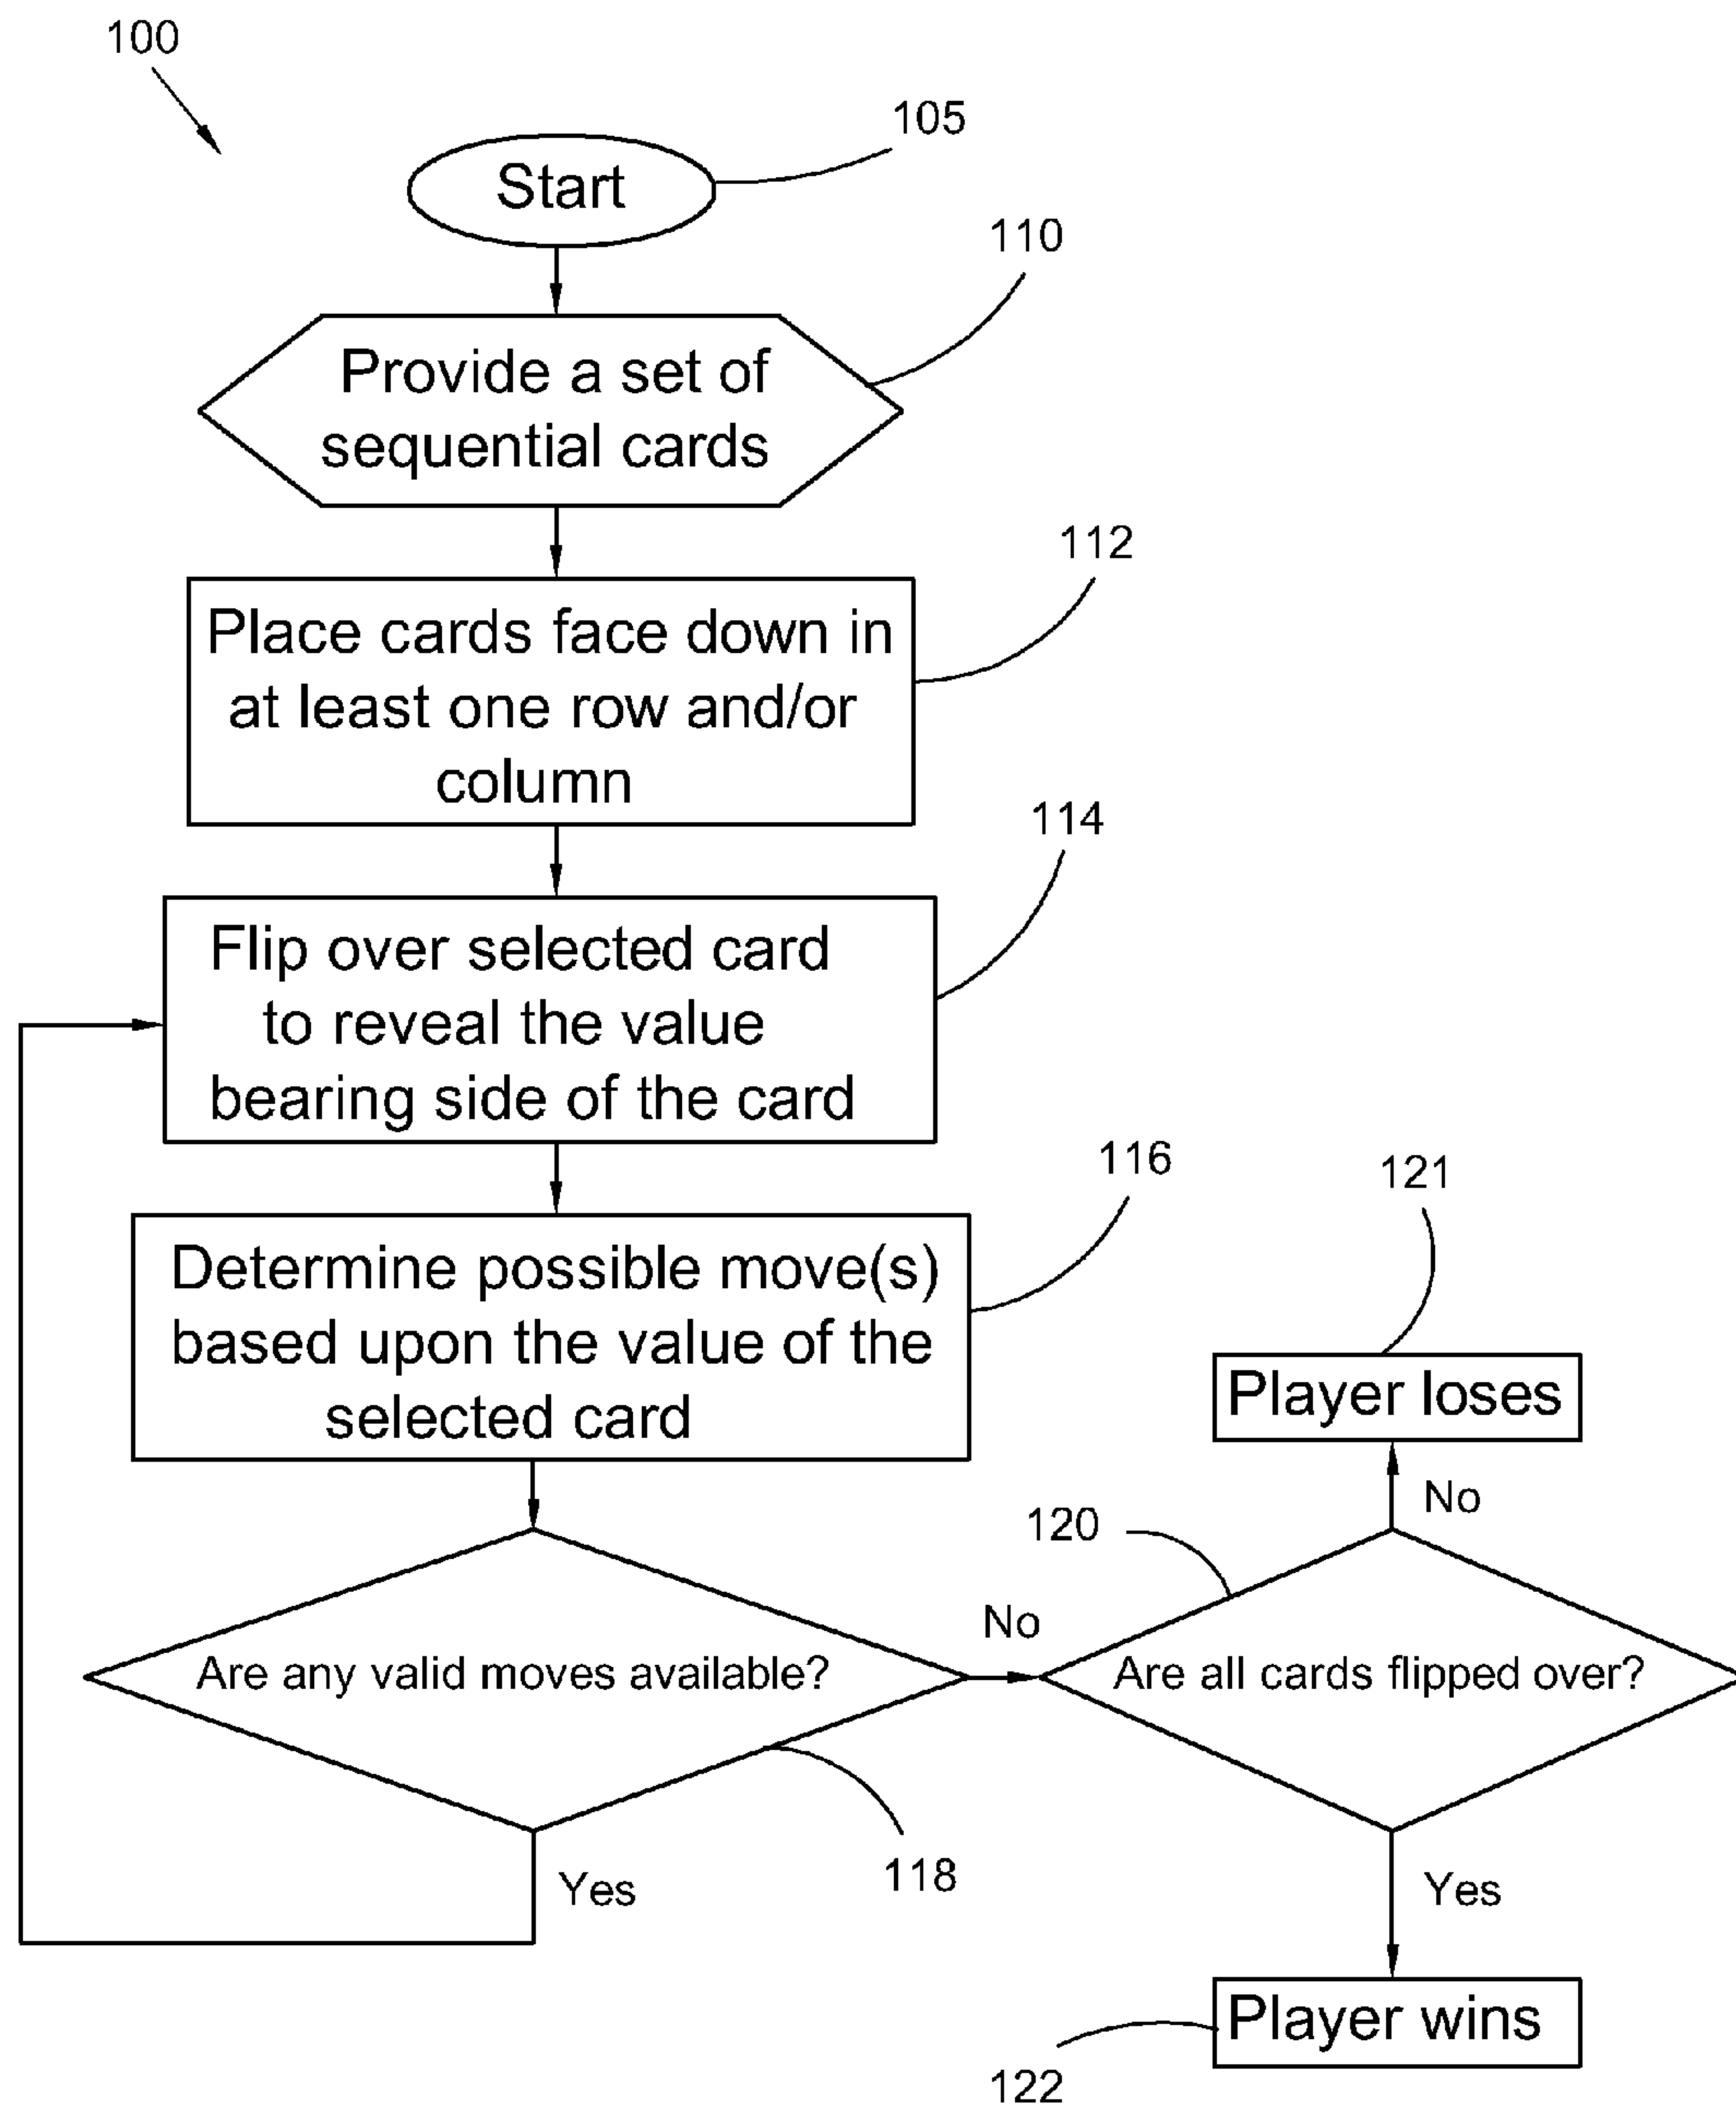 100
105
Start
110
Provide a set of
sequential cards
112
Place cards face down in
at least one row and/or
column
114
Flip over selected card
to reveal the value
bearing side of the card
116
Determine possible move(s)
based upon the value of the
selected card
121
Player loses
No
120
No
Are any valid moves available?
Are all cards flipped over?
118
Yes
Yes
Player wins
122